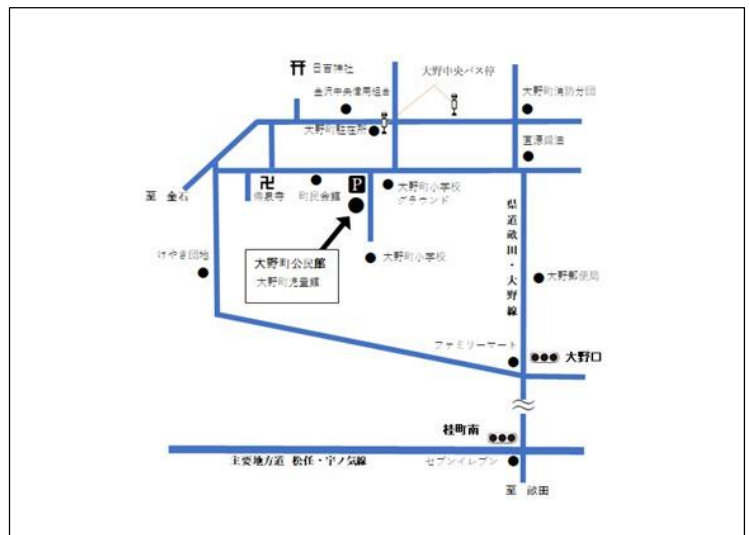 日吉神社
大野中央バス停
金沢中央信用組合
大野町消防分団
大野町駐在所
直源醤油
P
至 金石
町民会館
大野町小学校
グラウンド
県道畝田・大野線
けやき団地
大野町公民館
大野町児童館
大野町小学校
大野郵便局
ファミリーマート
大野口
桂町南
主要地方道 松任・宇ノ気線
セブンイレブン
至 畝田